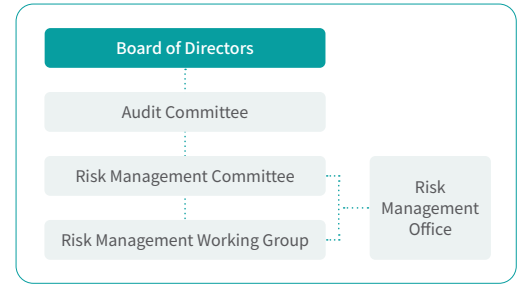 Board of Directors
Audit Committee
Risk Management Committee
Risk Management Working Group
Risk
Management
Office